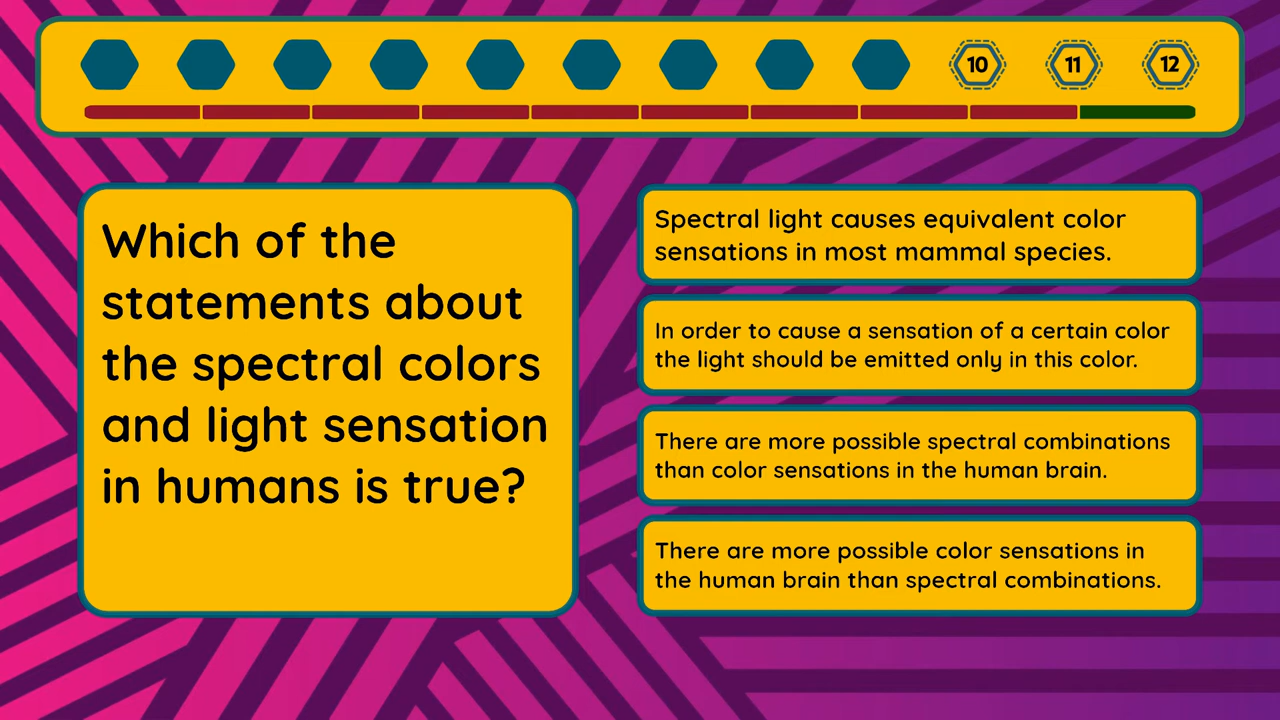 10 11 12
Which of the
statements about
the spectral colors
and light sensation
in humans is true?
Spectral light causes equivalent color
sensations in most mammal species.
In order to cause a sensation of a certain color
the light should be emitted only in this color.
There are more possible spectral combinations
than color sensations in the human brain.
There are more possible color sensations in
the human brain than spectral combinations.